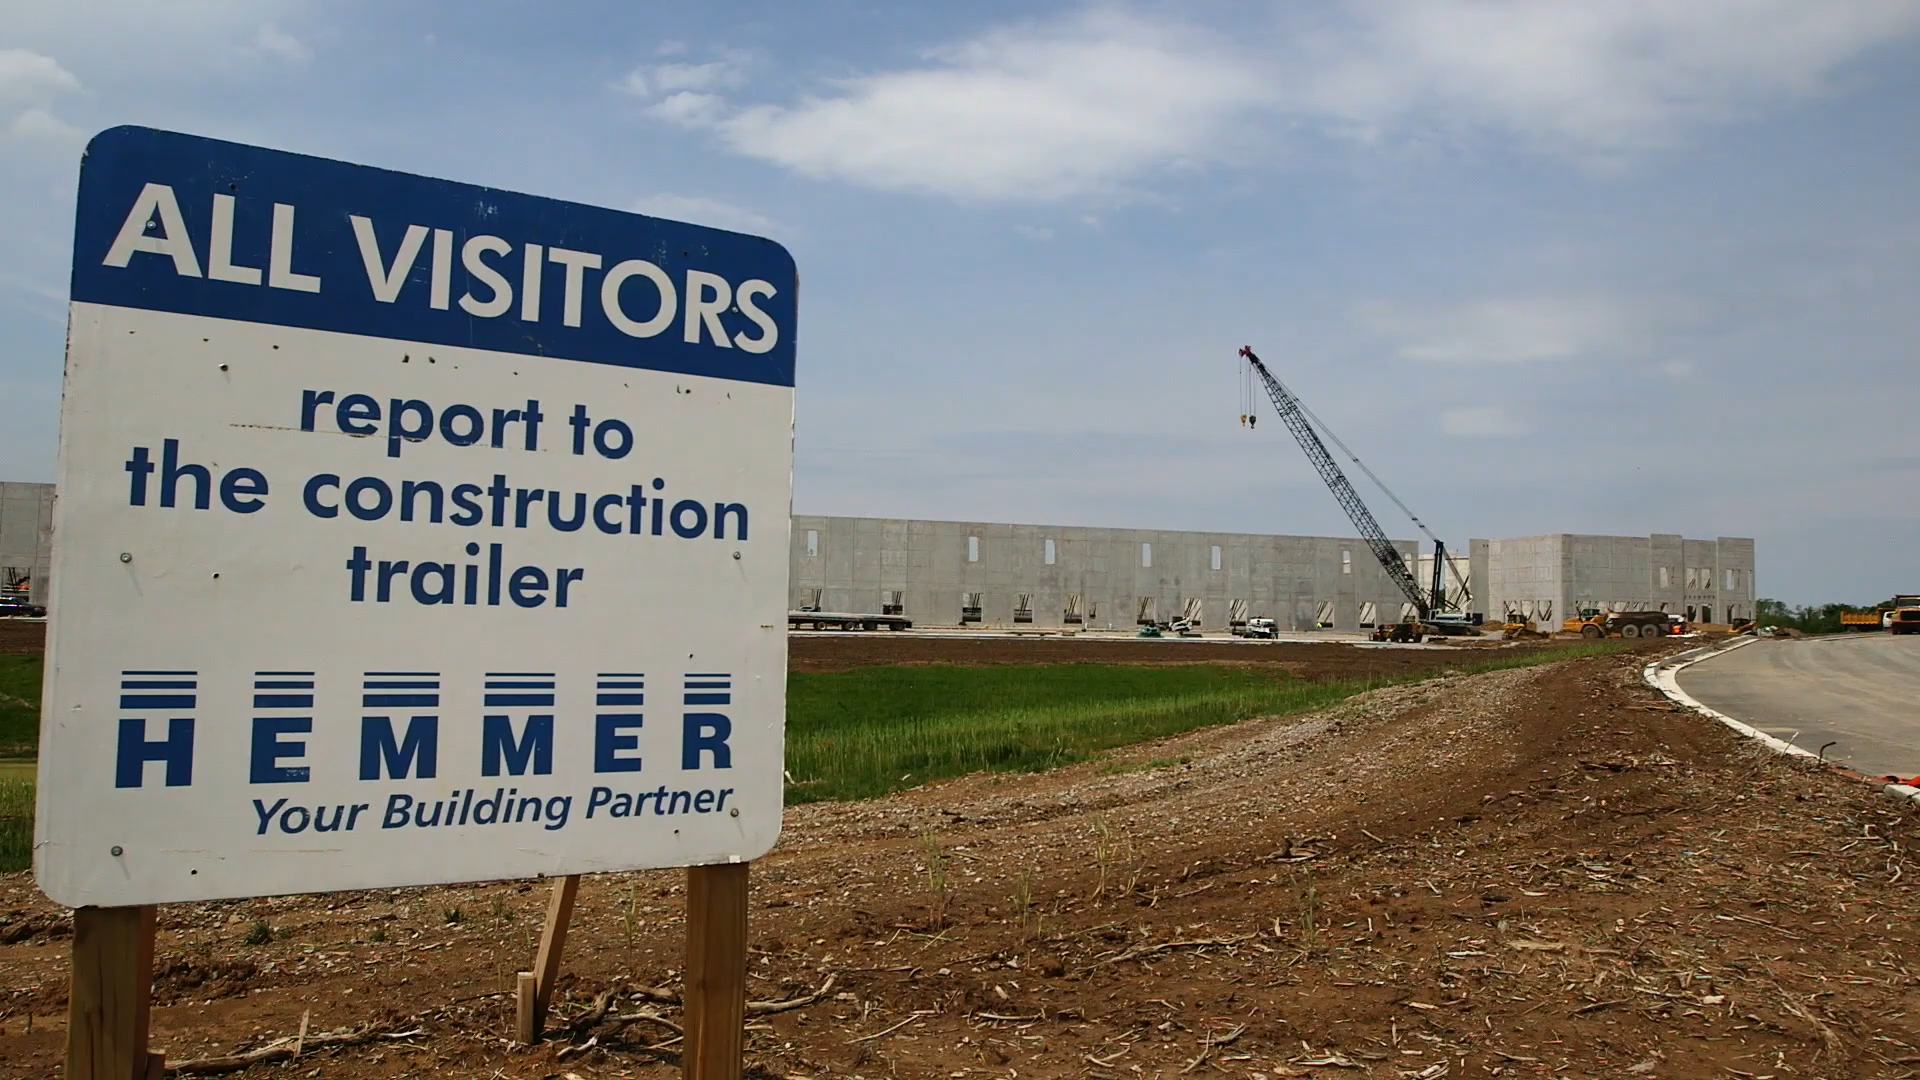 ALL VISITORS
report to
the construction
trailer
HEMMER
Your Building Partner